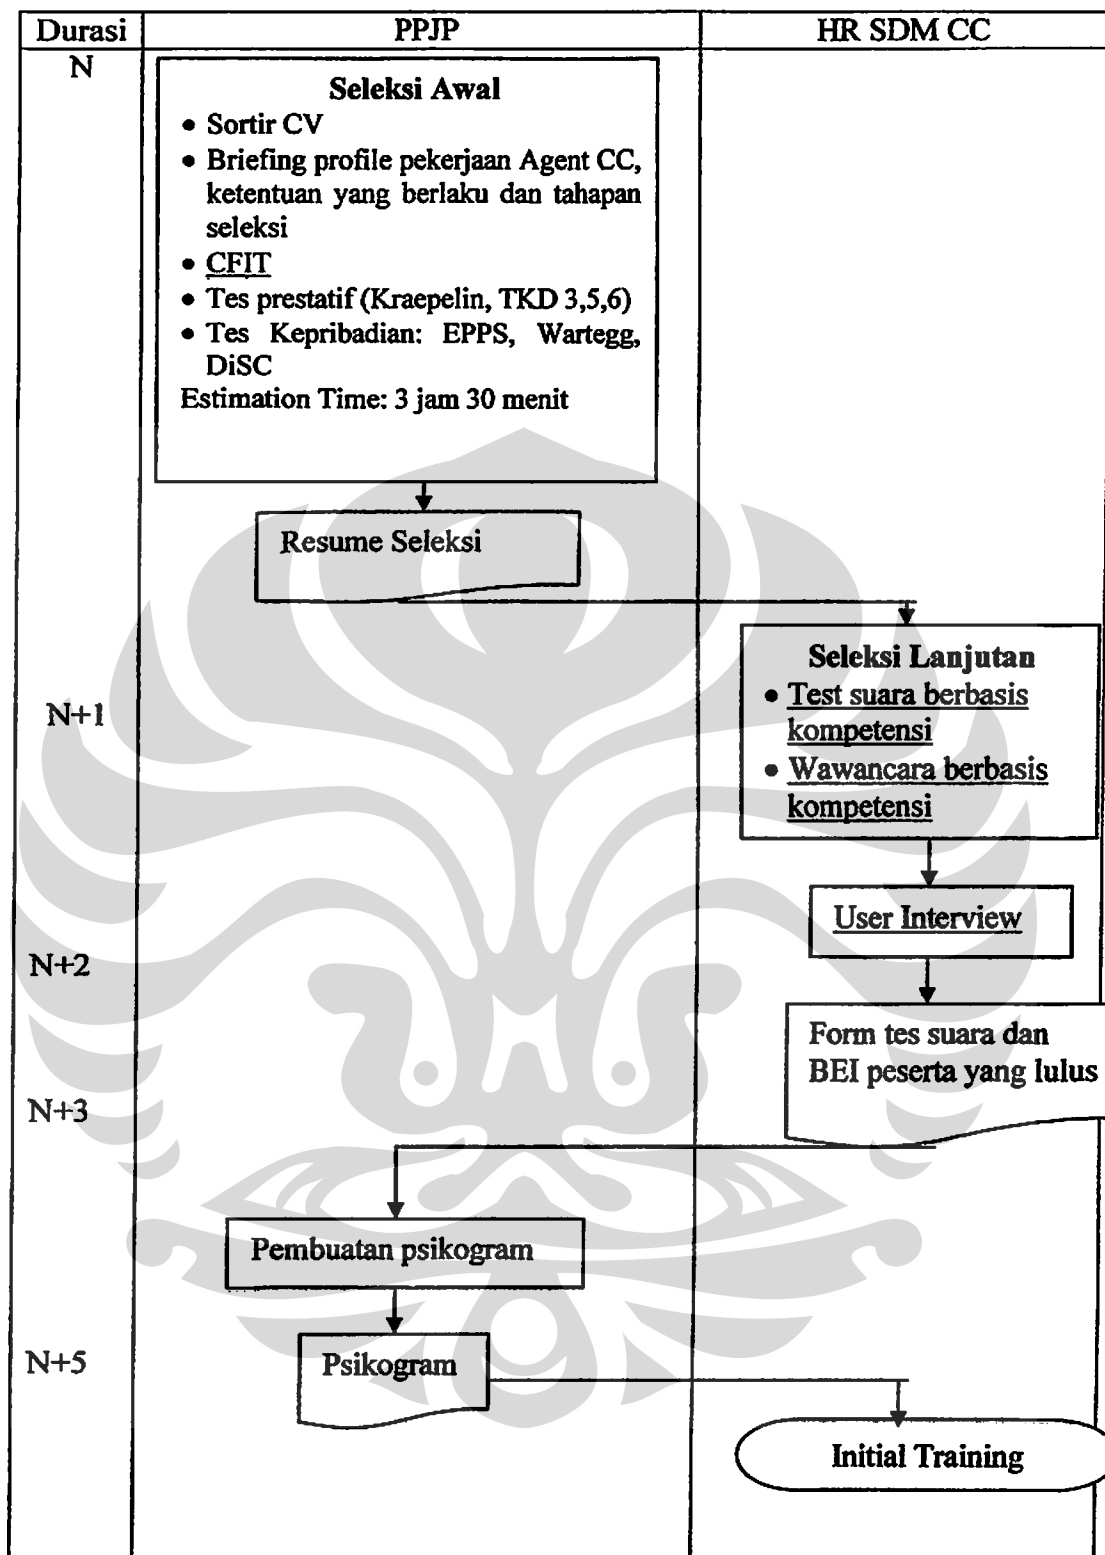 Durasi PPJP HR SDM CC
N
Seleksi Awal
• Sortir CV
• Briefing profile pekerjaan Agent CC,
ketentuan yang berlaku dan tahapan
seleksi
• CFIT
• Tes prestatif (Kraepelin, TKD 3,5,6)
• Tes Kepribadian: EPPS, Wartegg,
DiSC
Estimation Time: 3 jam 30 menit
Resume Seleksi
N+1
Seleksi Lanjutan
• Test suara berbasis
kompetensi
• Wawancara berbasis
kompetensi
User Interview
N+2
Form tes suara dan
BEI peserta yang lulus
N+3
Pembuatan psikogram
N+5
Psikogram
Initial Training